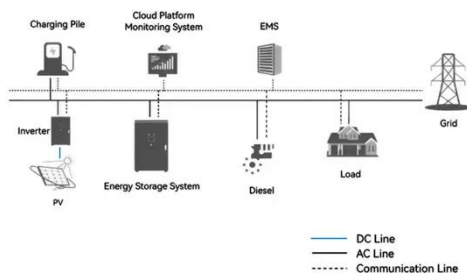 Charging Pile
Cloud Platform
Monitoring System
EMS
Grid
Inverter
PV
Energy Storage System
Diesel
Load
DC Line
AC Line
Communication Line